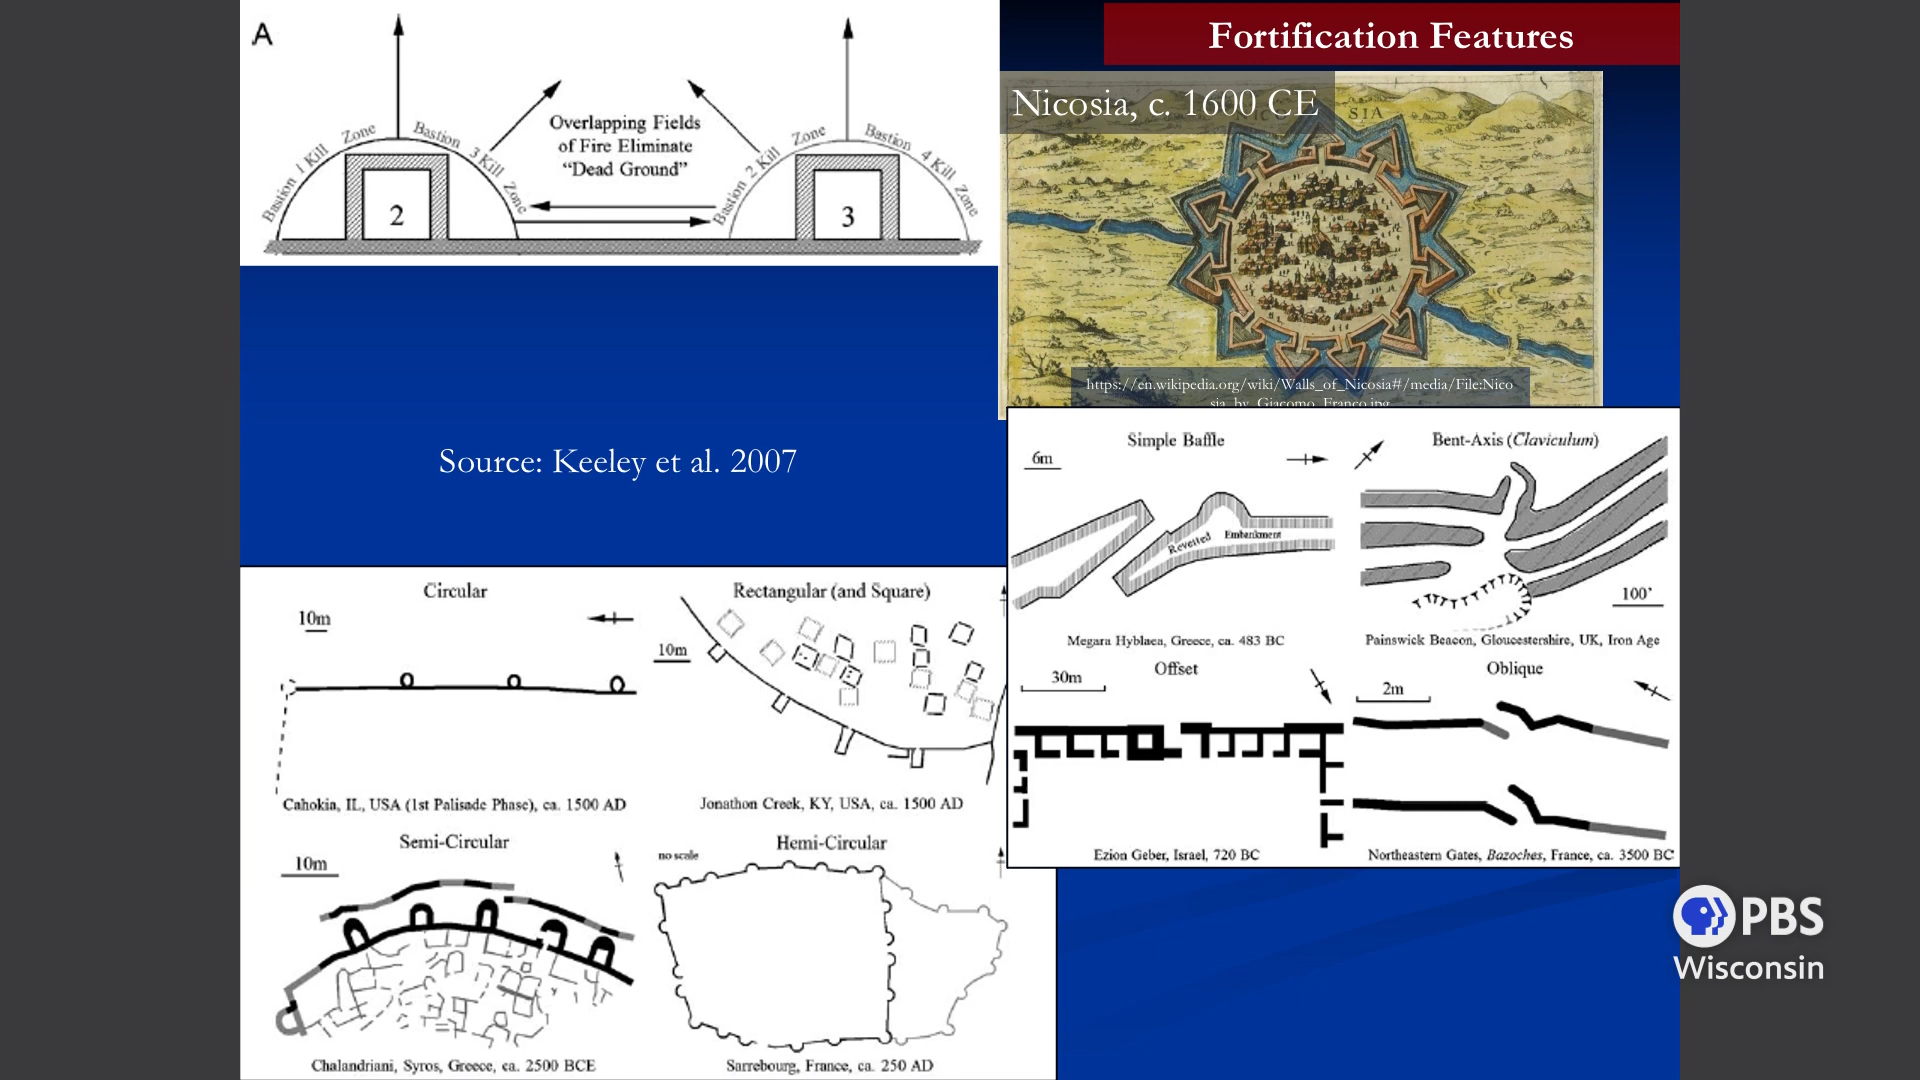 Fortification Features
A
Zone
Bastion
Bastion 1 Kill
3 Kill
Zone
2
Overlapping Fields
of Fire Eliminate
“Dead Ground”
Zone
Bastion
Bastion 2 Kill
4 Kill
Zone
3
Nicosia, c. 1600 CE
SIA
https://en.wikipedia.org/wiki/Walls_of_Nicosia#/media/File:Nico
sia_by_Giacomo_Franco.jpg
Source: Keeley et al. 2007
Simple Baffle
6m
Revetted Embankment
Megara Hyblaea, Greece, ca. 483 BC
Bent-Axis (Claviculum)
100'
Painswick Beacon, Gloucestershire, UK, Iron Age
Offset
30m
Ezion Geber, Israel, 720 BC
Oblique
2m
Northeastern Gates, Bazoches, France, ca. 3500 BC
Circular
10m
Cahokia, IL, USA (1st Palisade Phase), ca. 1500 AD
Rectangular (and Square)
10m
Jonathon Creek, KY, USA, ca. 1500 AD
Semi-Circular
10m
Chalandriani, Syros, Greece, ca. 2500 BCE
Hemi-Circular
no scale
Sarrebourg, France, ca. 250 AD
PBS
Wisconsin